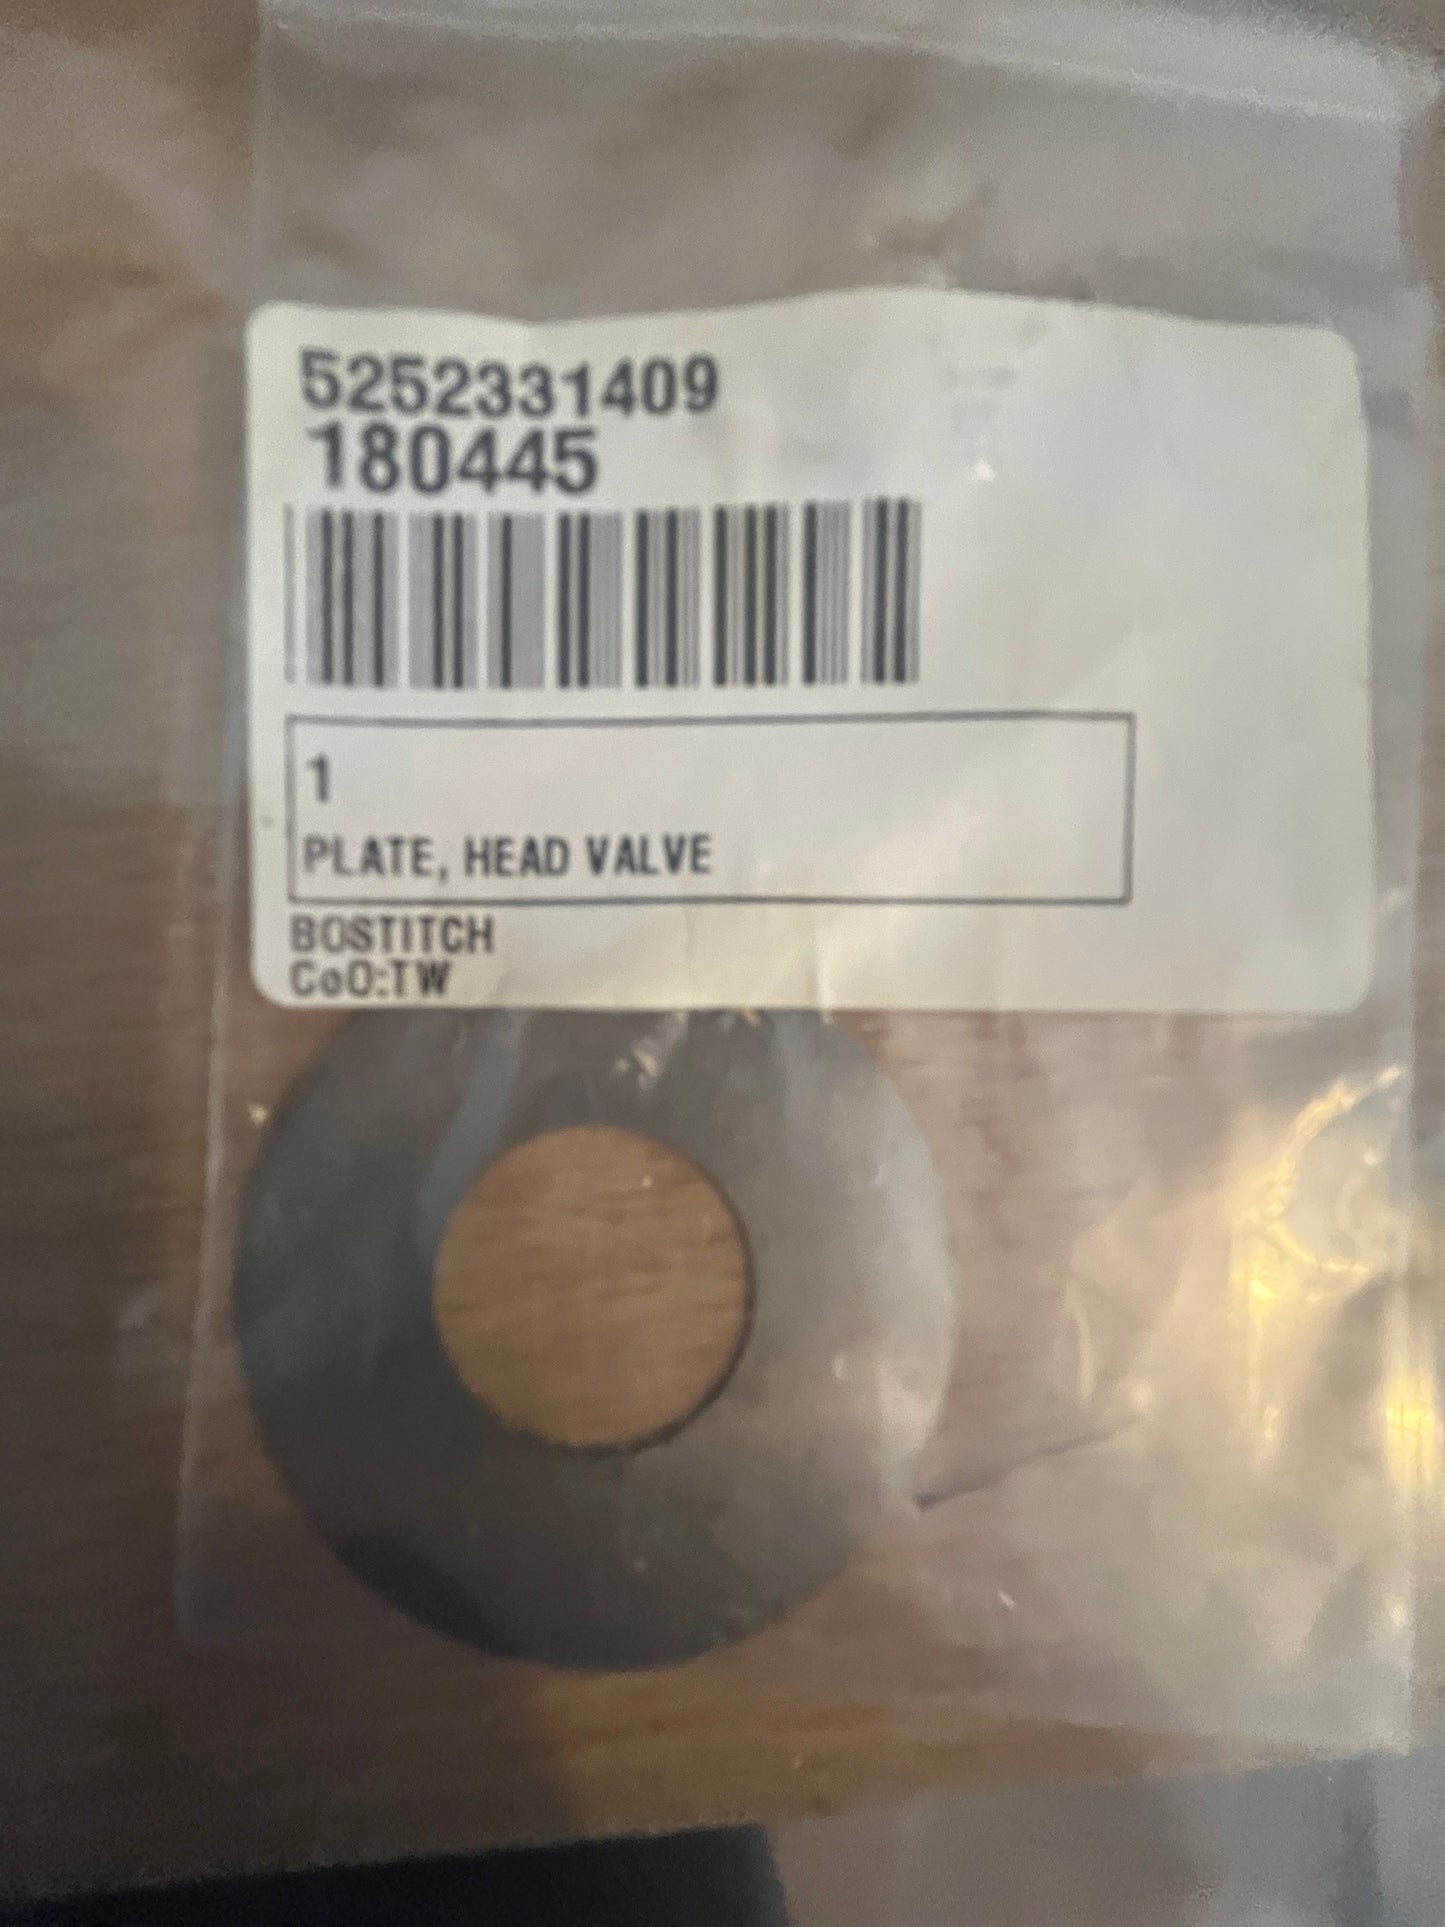 5252331409
180445
1
PLATE, HEAD VALVE
BOSTITCH
CoO:TW